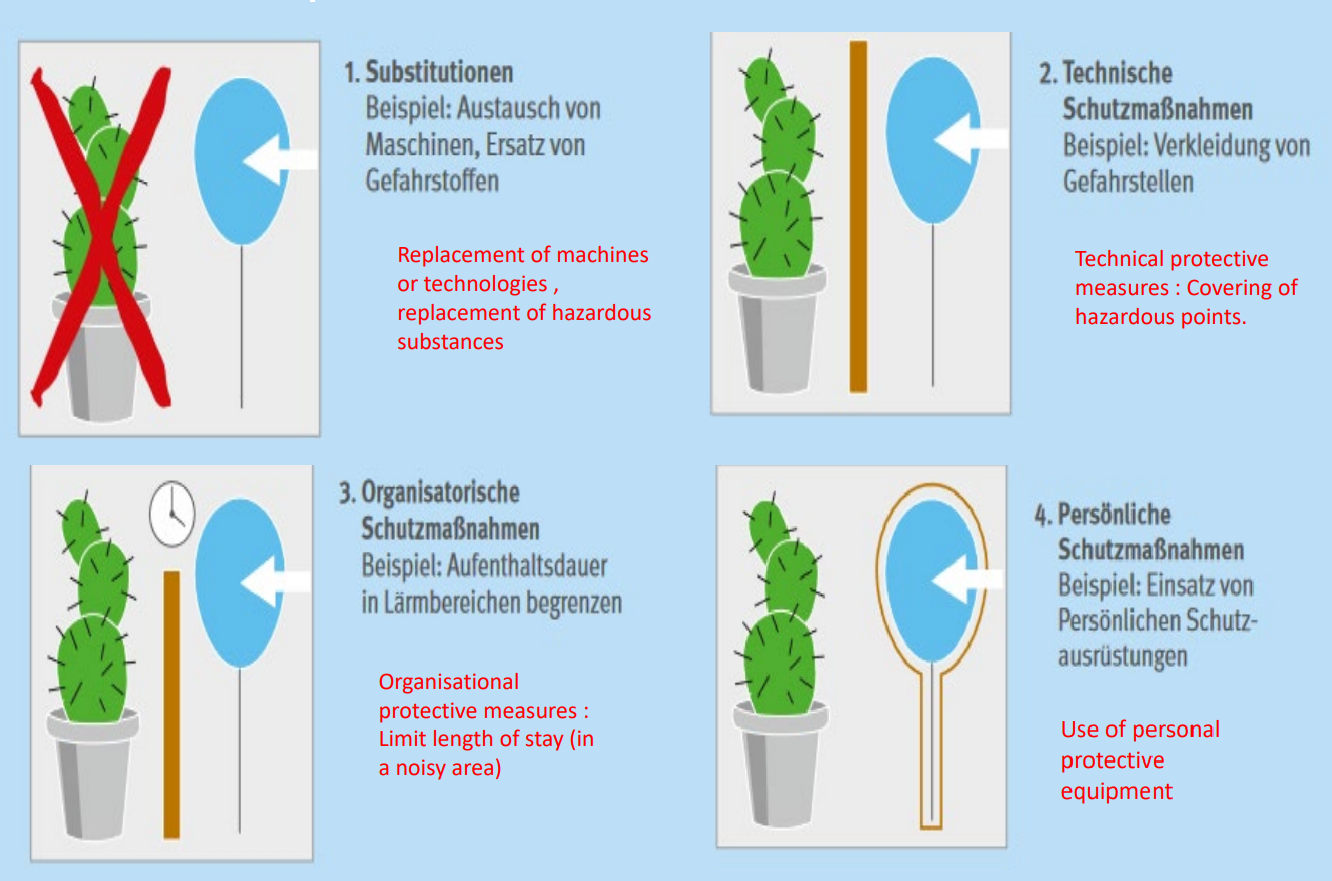 1. Substitutionen
Beispiel: Austausch von
Maschinen, Ersatz von
Gefahrstoffen
Replacement of machines
or technologies ,
replacement of hazardous
substances
2. Technische
Schutzmaßnahmen
Beispiel: Verkleidung von
Gefahrstellen
Technical protective
measures : Covering of
hazardous points.
3. Organisatorische
Schutzmaßnahmen
Beispiel: Aufenthaltsdauer
in Lärmbereichen begrenzen
Organisational
protective measures :
Limit length of stay (in
a noisy area)
4. Persönliche
Schutzmaßnahmen
Beispiel: Einsatz von
Persönlichen Schutz-
ausrüstungen
Use of personal
protective
equipment